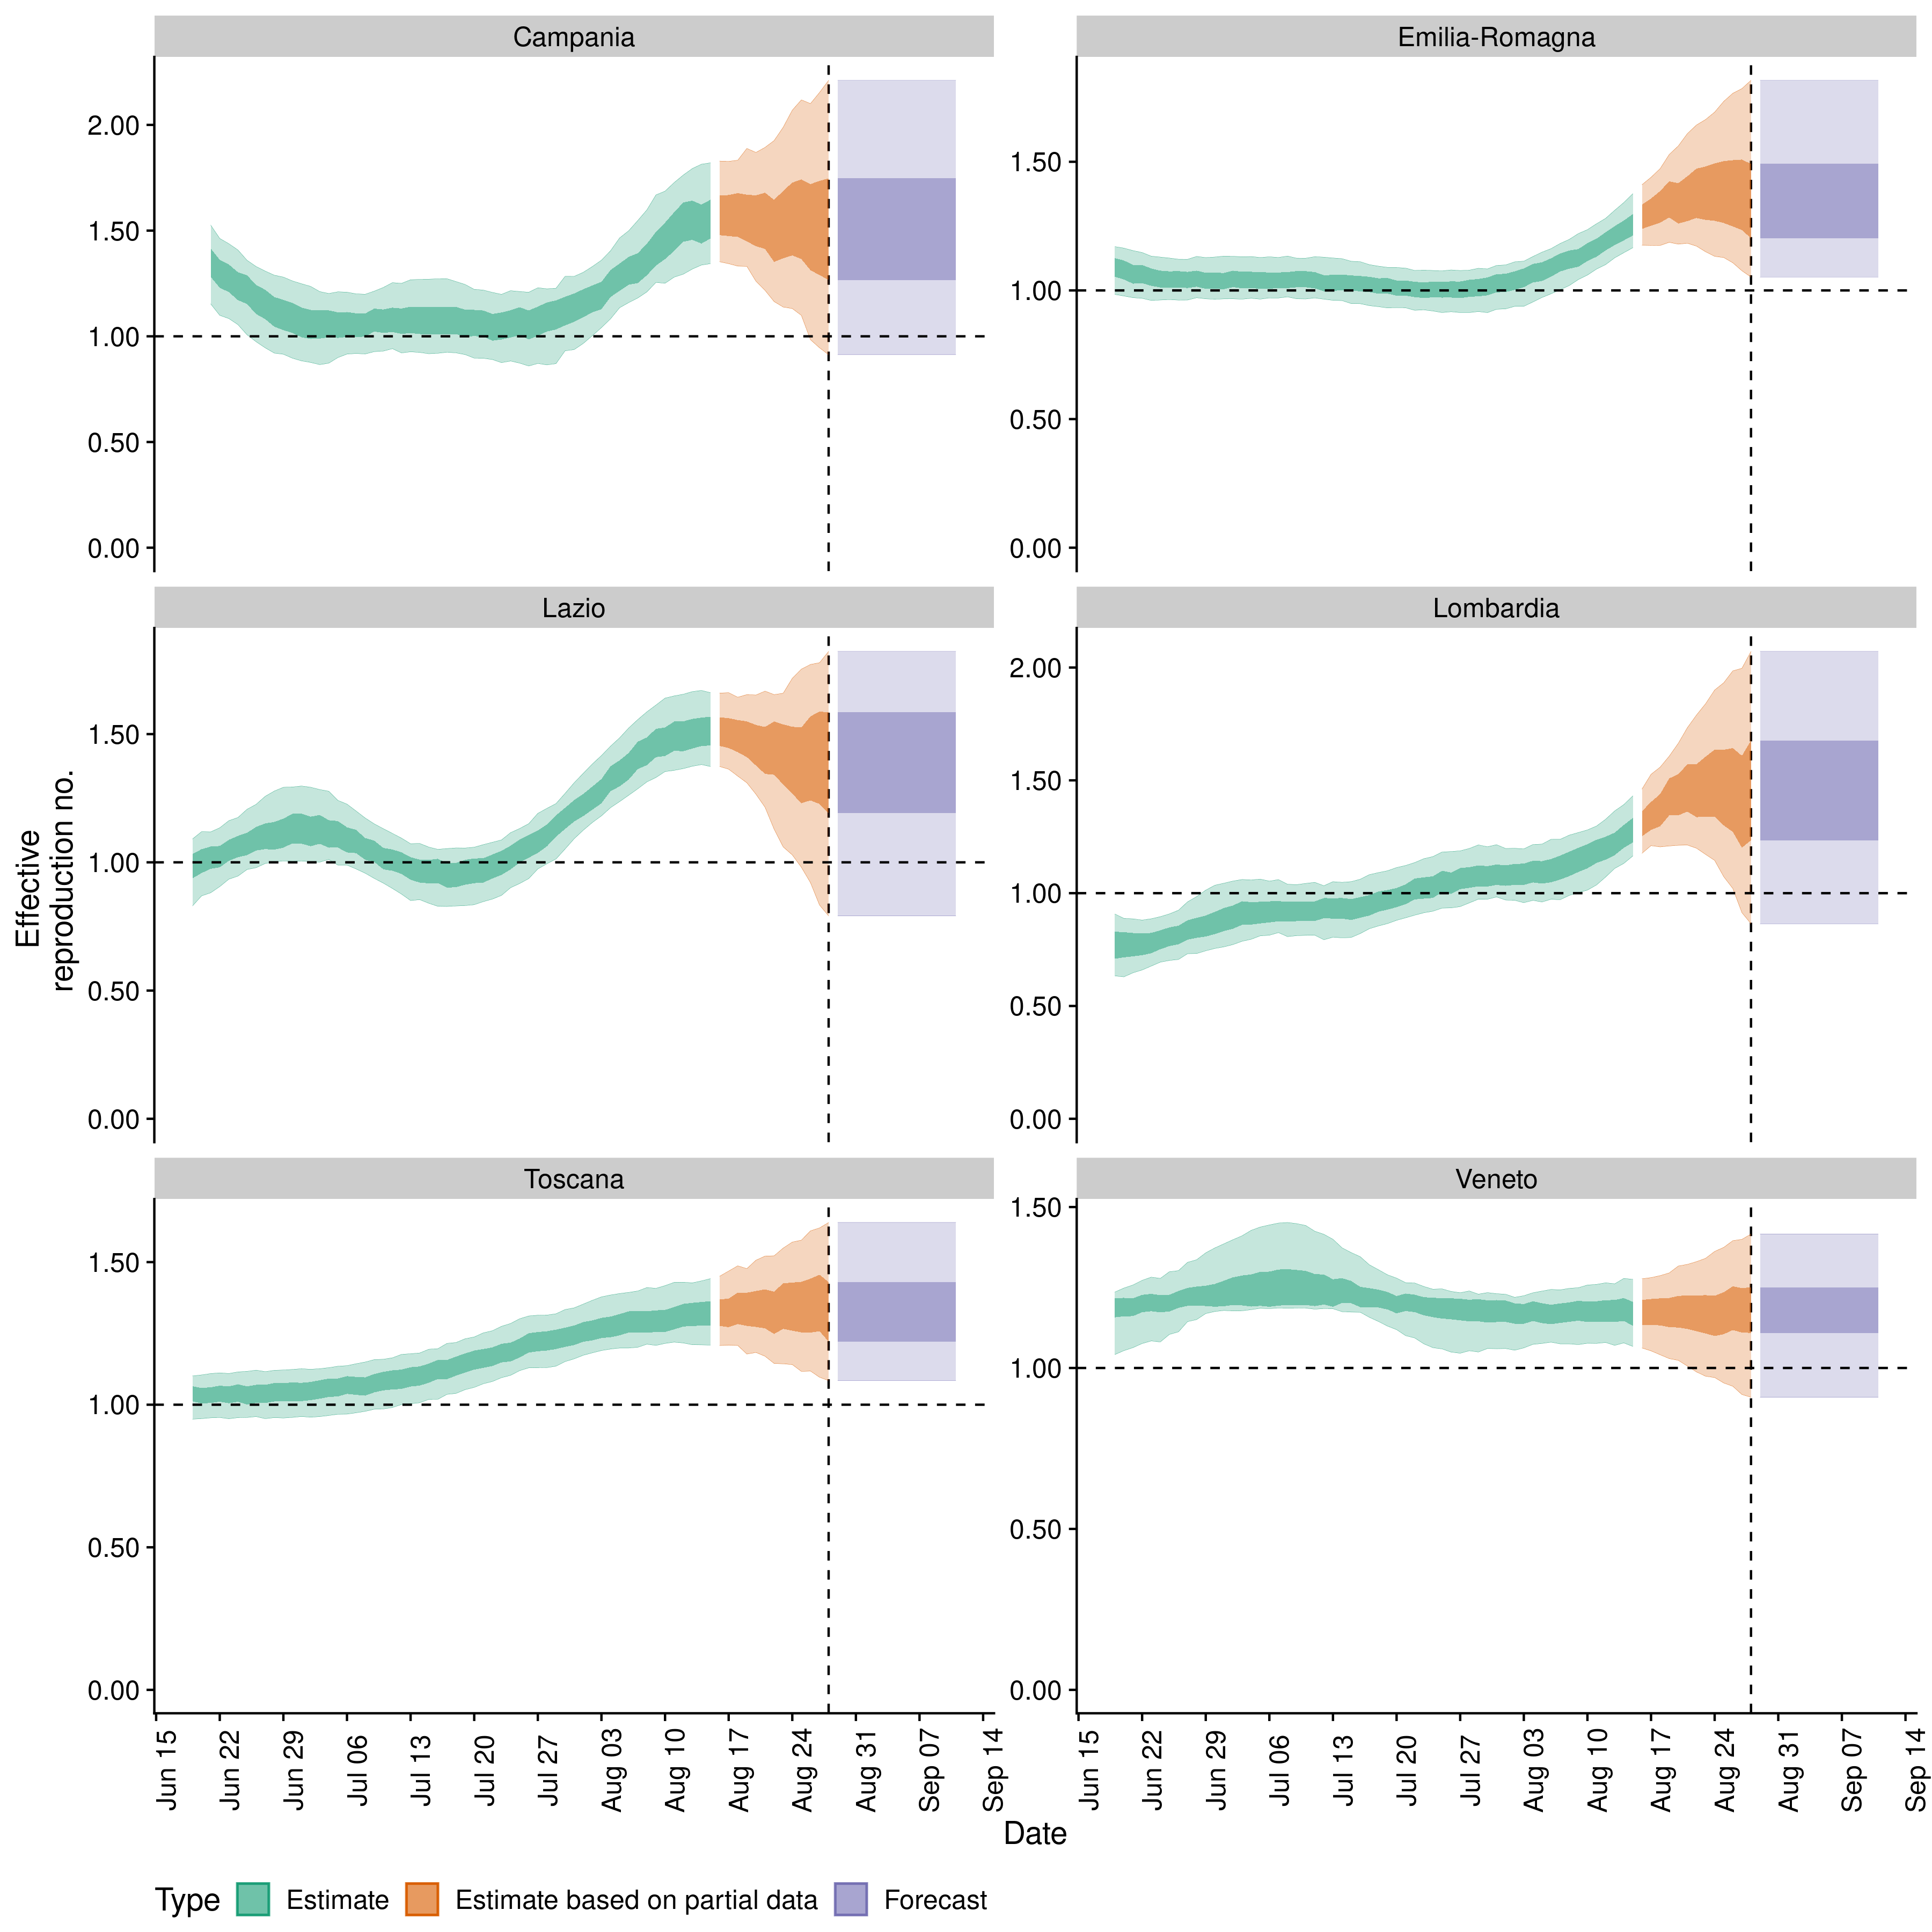 Campania
Emilia-Romagna
2.00
1.50
1.00
0.50
0.00
1.50
1.00
0.50
0.00
Lazio
Lombardia
1.50
1.00
0.50
0.00
2.00
1.50
1.00
0.50
0.00
Effective
reproduction no.
Toscana
Veneto
1.50
1.00
0.50
0.00
1.50
1.00
0.50
0.00
Jun 15
Jun 22
Jun 29
Jul 06
Jul 13
Jul 20
Jul 27
Aug 03
Aug 10
Aug 17
Aug 24
Aug 31
Sep 07
Sep 14
Jun 15
Jun 22
Jun 29
Jul 06
Jul 13
Jul 20
Jul 27
Aug 03
Aug 10
Aug 17
Aug 24
Aug 31
Sep 07
Sep 14
Date
Type Estimate Estimate based on partial data Forecast